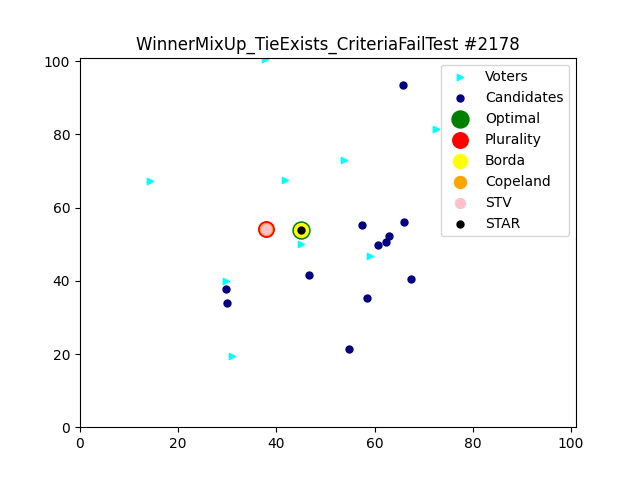 WinnerMixUp_TieExists_CriteriaFailTest #2178
100
80
60
40
20
0
0 20 40 60 80 100
Voters
Candidates
Optimal
Plurality
Borda
Copeland
STV
STAR